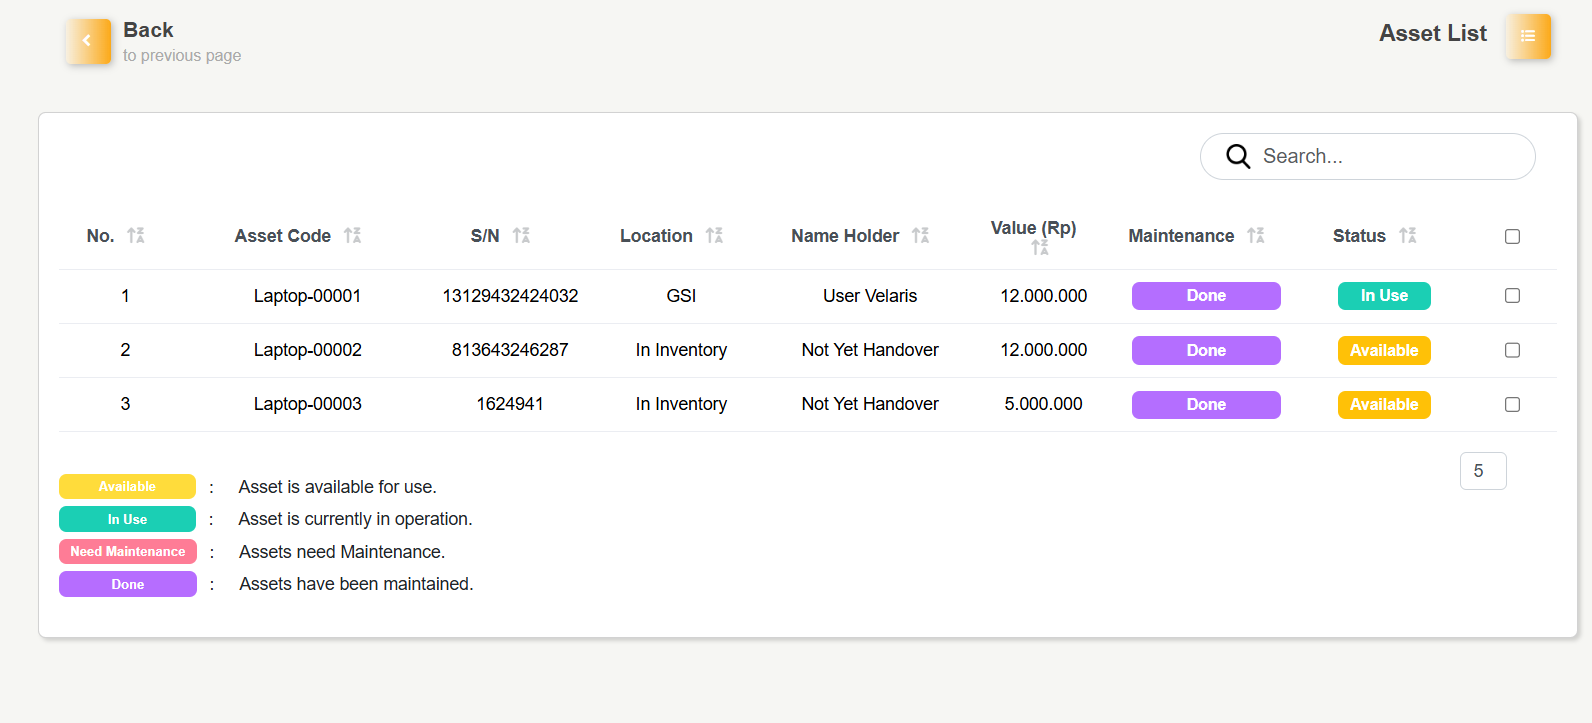 Back
to previous page
Asset List
Search...
No. Asset Code S/N Location Name Holder Value (Rp) Maintenance Status
1 Laptop-00001 13129432424032 GSI User Velaris 12.000.000 Done In Use
2 Laptop-00002 813643246287 In Inventory Not Yet Handover 12.000.000 Done Available
3 Laptop-00003 1624941 In Inventory Not Yet Handover 5.000.000 Done Available
5
Available : Asset is available for use.
In Use : Asset is currently in operation.
Need Maintenance : Assets need Maintenance.
Done : Assets have been maintained.